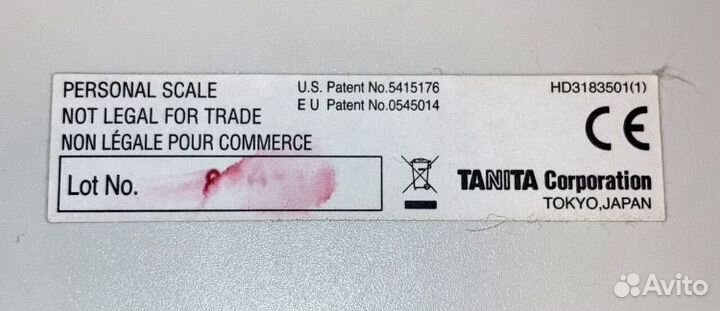 PERSONAL SCALE
NOT LEGAL FOR TRADE
NON LÉGALE POUR COMMERCE
U.S. Patent No.5415176
E U Patent No.0545014
HD3183501(1)
CE
Lot No.
TANITA Corporation
TOKYO,JAPAN
Avito